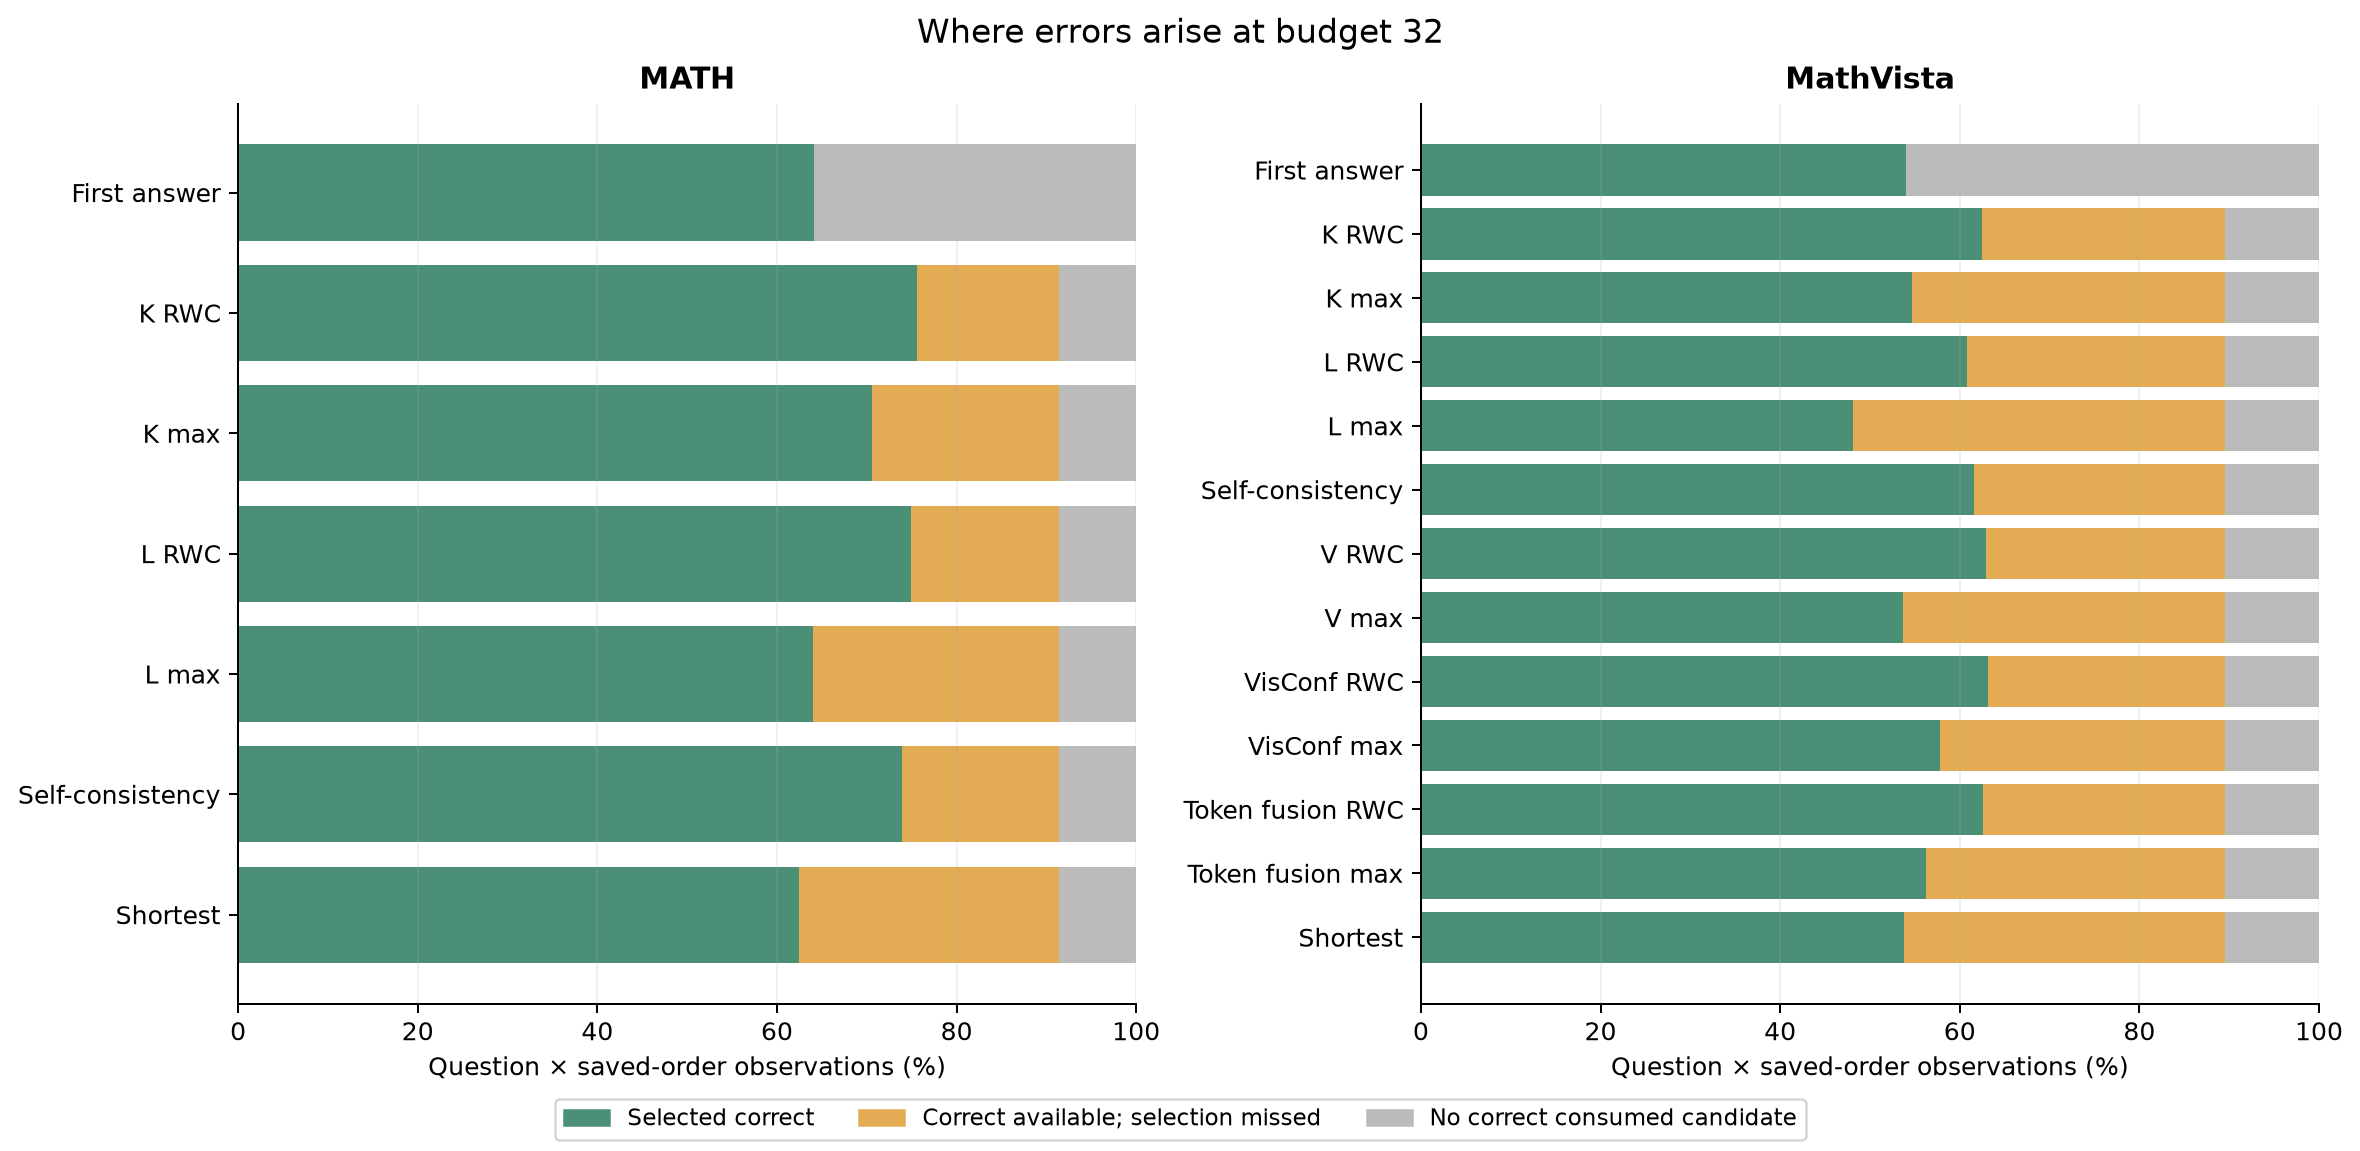 Where errors arise at budget 32
MATH
First answer
K RWC
K max
L RWC
L max
Self-consistency
Shortest
0 20 40 60 80 100
Question × saved-order observations (%)
MathVista
First answer
K RWC
K max
L RWC
L max
Self-consistency
V RWC
V max
VisConf RWC
VisConf max
Token fusion RWC
Token fusion max
Shortest
0 20 40 60 80 100
Question × saved-order observations (%)
Selected correct Correct available; selection missed No correct consumed candidate